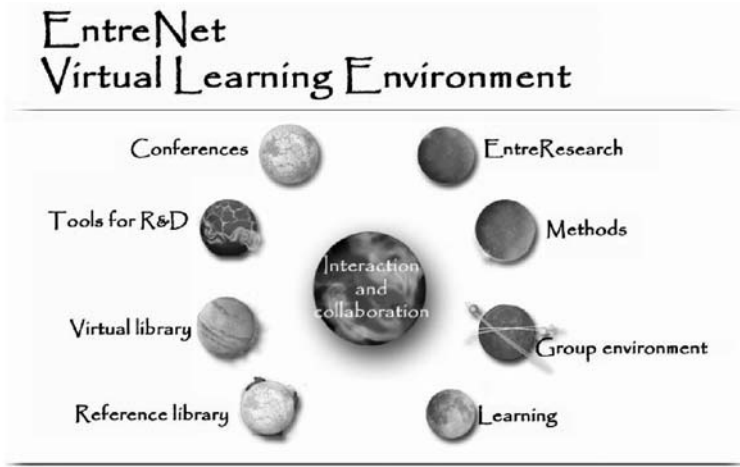 EntreNet
Virtual Learning Environment
Conferences
EntreResearch
Tools for R&D
Methods
Interaction
and
collaboration
Virtual library
Group environment
Reference library
Learning